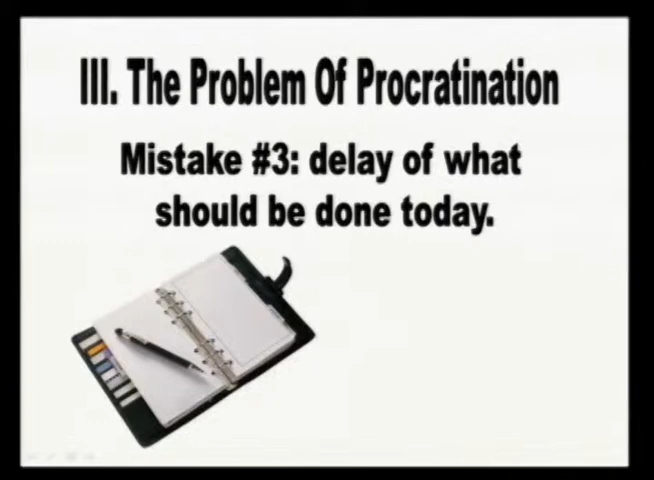 III. The Problem Of Procratination
Mistake #3: delay of what
should be done today.